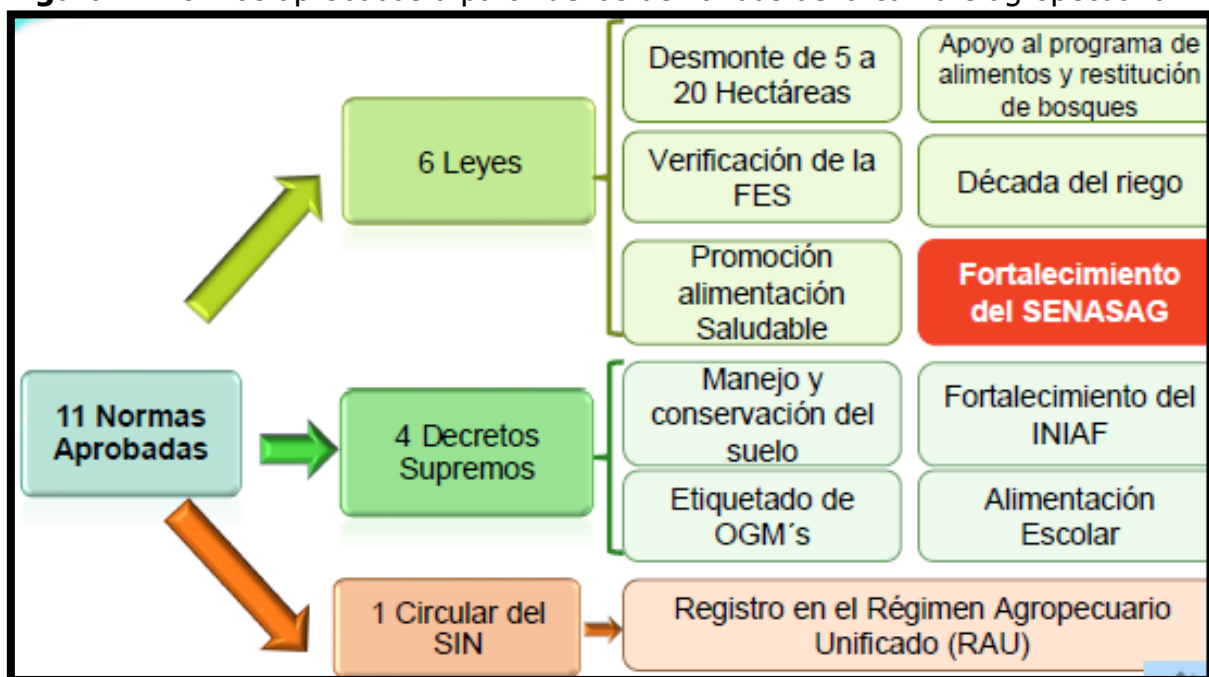 6 Leyes
Desmonte de 5 a
20 Hectáreas
Apoyo al programa de
alimentos y restitución
de bosques
Verificación de la
FES
Década del riego
Promoción
alimentación
Saludable
Fortalecimiento
del SENASAG
11 Normas
Aprobadas
4 Decretos
Supremos
Manejo y
conservación del
suelo
Fortalecimiento del
INIAF
Etiquetado de
OGM´s
Alimentación
Escolar
1 Circular del
SIN
Registro en el Régimen Agropecuario
Unificado (RAU)